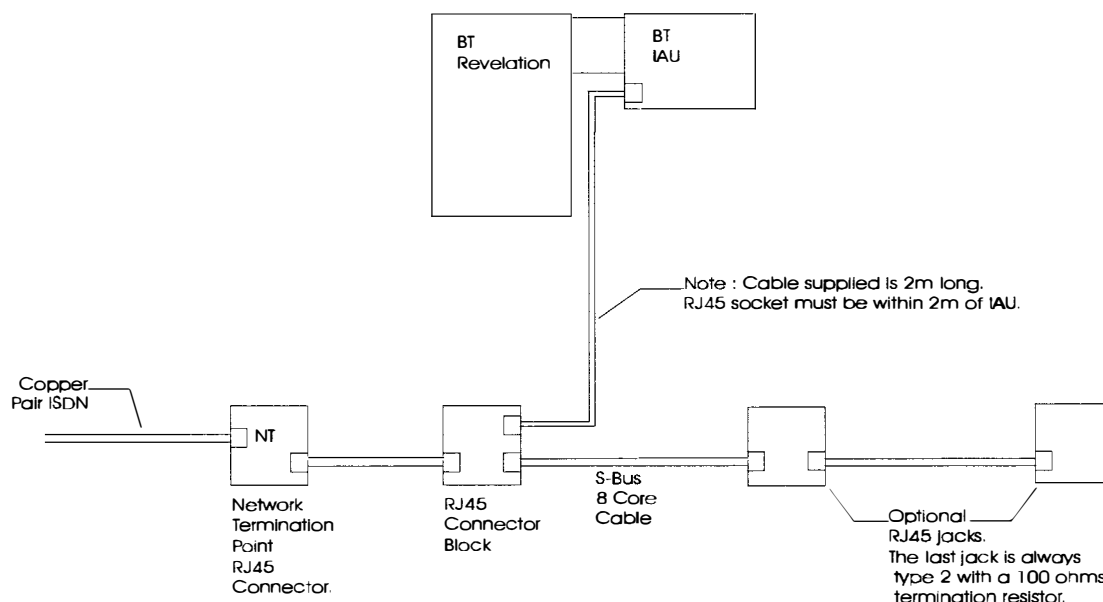 BT
Revelation
BT
IAU
Note : Cable supplied is 2m long.
RJ45 socket must be within 2m of IAU.
Copper
Pair ISDN
NT
Network
Termination
Point
RJ45
Connector.
RJ45
Connector
Block
S-Bus
8 Core
Cable
Optional
RJ45 jacks.
The last jack is always
type 2 with a 100 ohms
termination resistor.